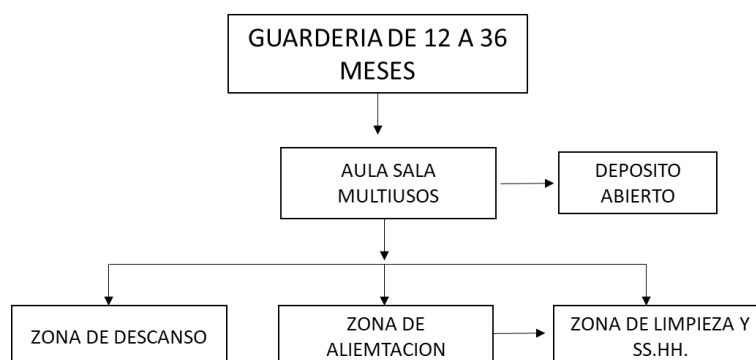 GUARDERIA DE 12 A 36
MESES
AULA SALA
MULTIUSOS
DEPOSITO
ABIERTO
ZONA DE DESCANSO
ZONA DE
ALIEMTACION
ZONA DE LIMPIEZA Y
SS.HH.